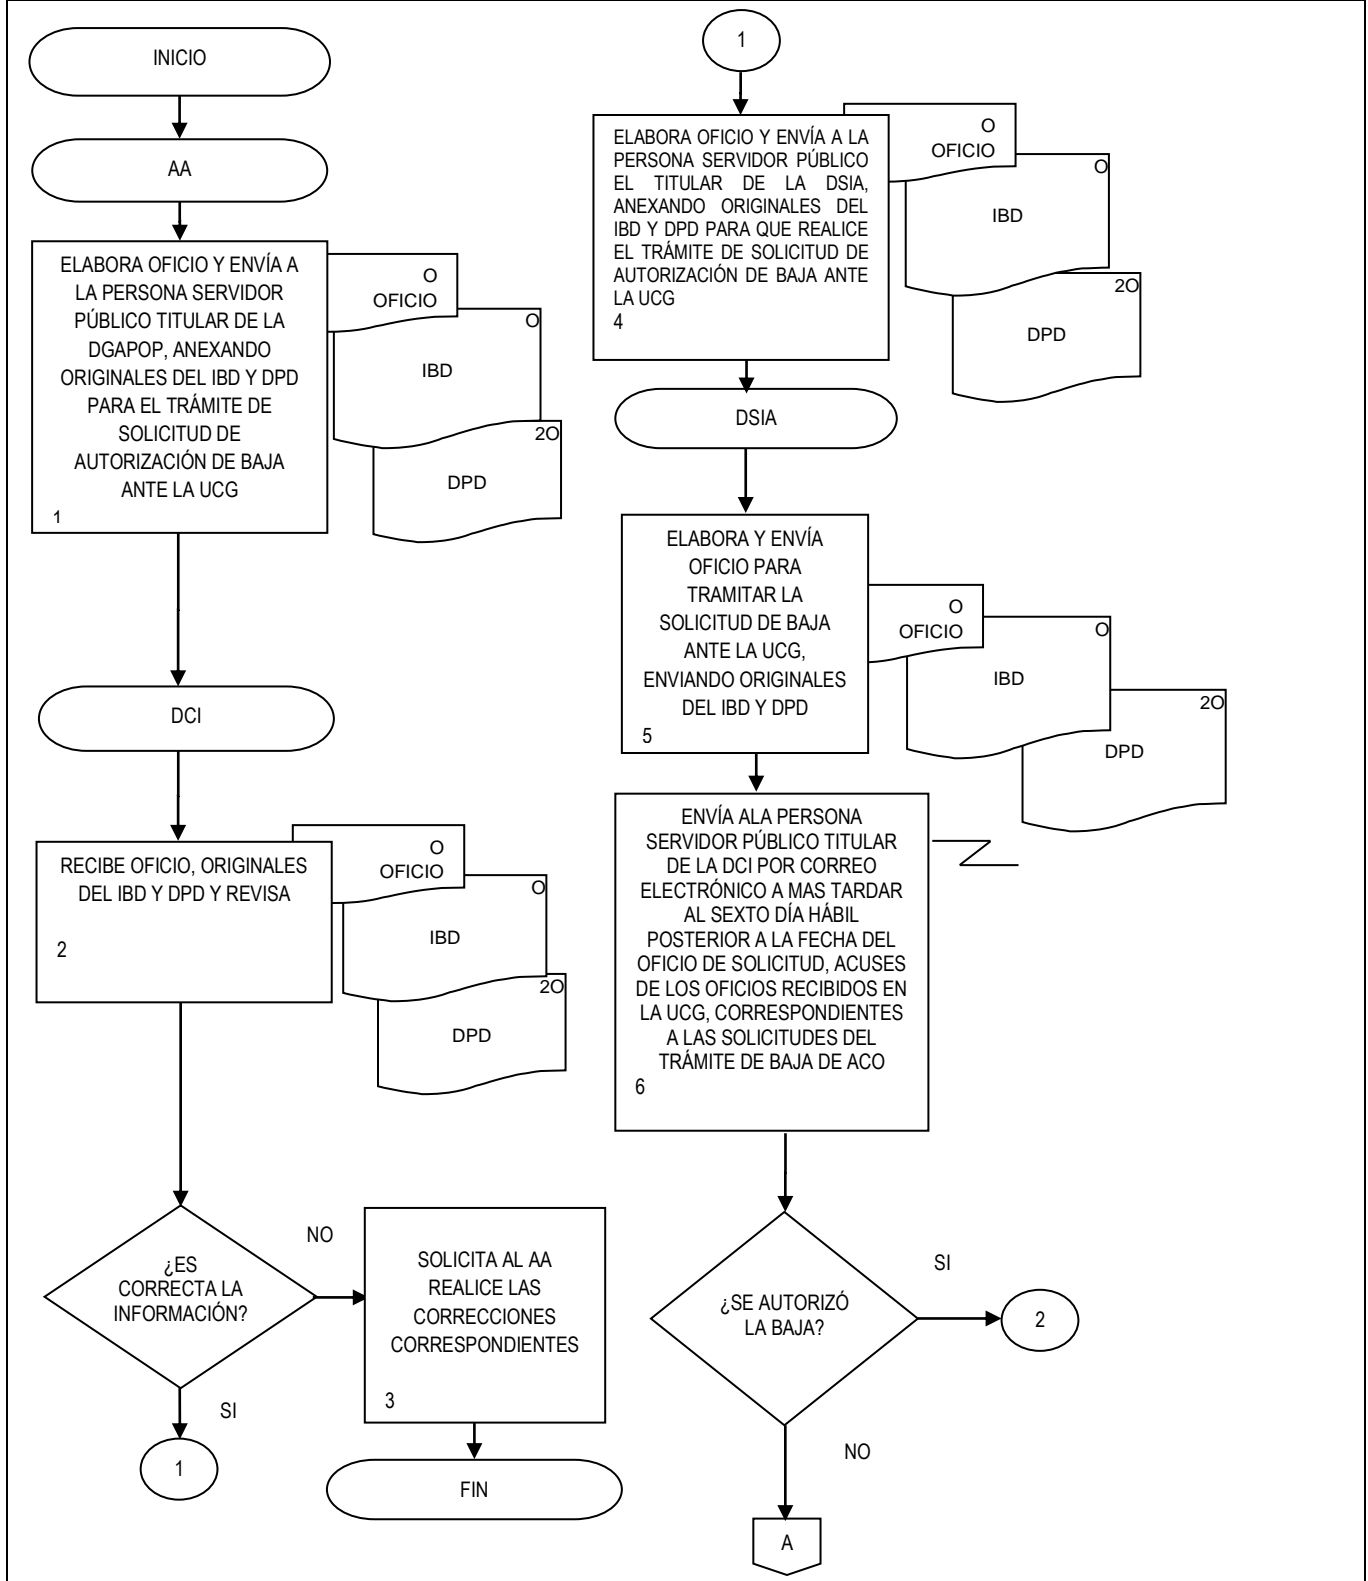 INICIO
AA
ELABORA OFICIO Y ENVÍA A
LA PERSONA SERVIDOR
PÚBLICO TITULAR DE LA
DGAPOP, ANEXANDO
ORIGINALES DEL IBD Y DPD
PARA EL TRÁMITE DE
SOLICITUD DE
AUTORIZACIÓN DE BAJA
ANTE LA UCG
1
O
OFICIO
O
IBD
2O
DPD
DCI
RECIBE OFICIO, ORIGINALES
DEL IBD Y DPD Y REVISA
2
O
OFICIO
O
IBD
2O
DPD
¿ES
CORRECTA LA
INFORMACIÓN?
NO
SOLICITA AL AA
REALICE LAS
CORRECCIONES
CORRESPONDIENTES
3
FIN
SI
1
1
ELABORA OFICIO Y ENVÍA A LA
PERSONA SERVIDOR PÚBLICO
EL TITULAR DE LA DSIA,
ANEXANDO ORIGINALES DEL
IBD Y DPD PARA QUE REALICE
EL TRÁMITE DE SOLICITUD DE
AUTORIZACIÓN DE BAJA ANTE
LA UCG
4
O
OFICIO
O
IBD
2O
DPD
DSIA
ELABORA Y ENVÍA
OFICIO PARA
TRAMITAR LA
SOLICITUD DE BAJA
ANTE LA UCG,
ENVIANDO ORIGINALES
DEL IBD Y DPD
5
O
OFICIO
O
IBD
2O
DPD
ENVÍA ALA PERSONA
SERVIDOR PÚBLICO TITULAR
DE LA DCI POR CORREO
ELECTRÓNICO A MAS TARDAR
AL SEXTO DÍA HÁBIL
POSTERIOR A LA FECHA DEL
OFICIO DE SOLICITUD, ACUSES
DE LOS OFICIOS RECIBIDOS EN
LA UCG, CORRESPONDIENTES
A LAS SOLICITUDES DEL
TRÁMITE DE BAJA DE ACO
6
¿SE AUTORIZÓ
LA BAJA?
SI
2
NO
A